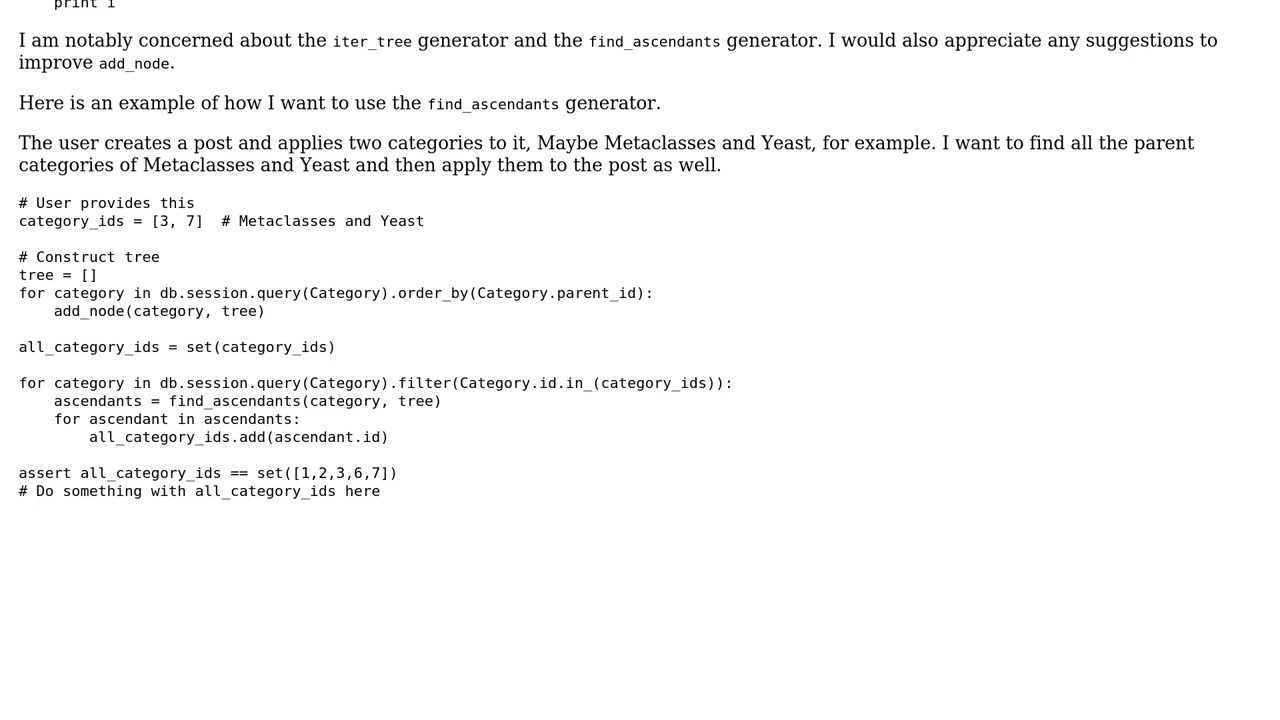 print i
I am notably concerned about the iter_tree generator and the find_ascendants generator. I would also appreciate any suggestions to
improve add_node.
Here is an example of how I want to use the find_ascendants generator.
The user creates a post and applies two categories to it, Maybe Metaclasses and Yeast, for example. I want to find all the parent
categories of Metaclasses and Yeast and then apply them to the post as well.
# User provides this
category_ids = [3, 7]  # Metaclasses and Yeast
# Construct tree
tree = []
for category in db.session.query(Category).order_by(Category.parent_id):
    add_node(category, tree)
all_category_ids = set(category_ids)
for category in db.session.query(Category).filter(Category.id.in_(category_ids)):
    ascendants = find_ascendants(category, tree)
    for ascendant in ascendants:
        all_category_ids.add(ascendant.id)
assert all_category_ids == set([1,2,3,6,7])
# Do something with all_category_ids here